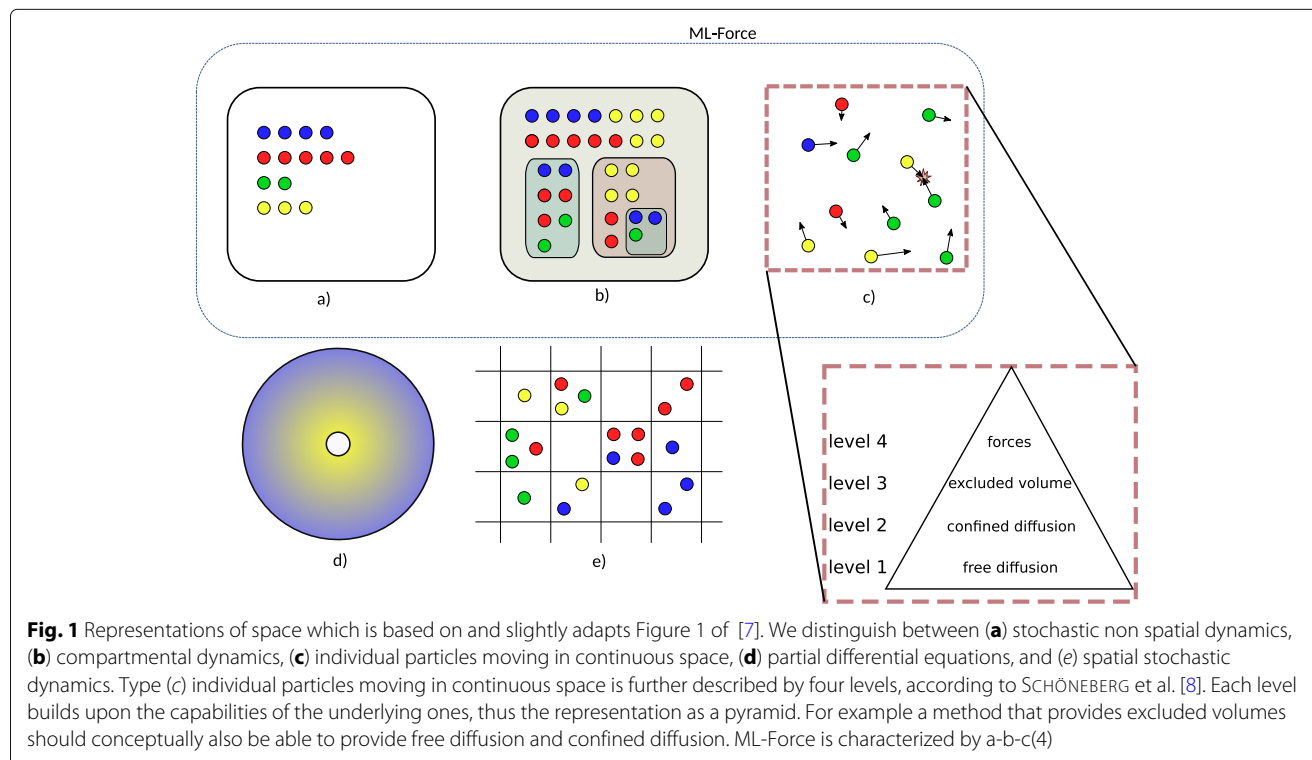 ML-Force
a)
b)
c)
d)
e)
level 4
forces
level 3
excluded volume
level 2
confined diffusion
level 1
free diffusion
Fig. 1 Representations of space which is based on and slightly adapts Figure 1 of [7]. We distinguish between (a) stochastic non spatial dynamics,
(b) compartmental dynamics, (c) individual particles moving in continuous space, (d) partial differential equations, and (e) spatial stochastic
dynamics. Type (c) individual particles moving in continuous space is further described by four levels, according to SCHÖNEBERG et al. [8]. Each level
builds upon the capabilities of the underlying ones, thus the representation as a pyramid. For example a method that provides excluded volumes
should conceptually also be able to provide free diffusion and confined diffusion. ML-Force is characterized by a-b-c(4)